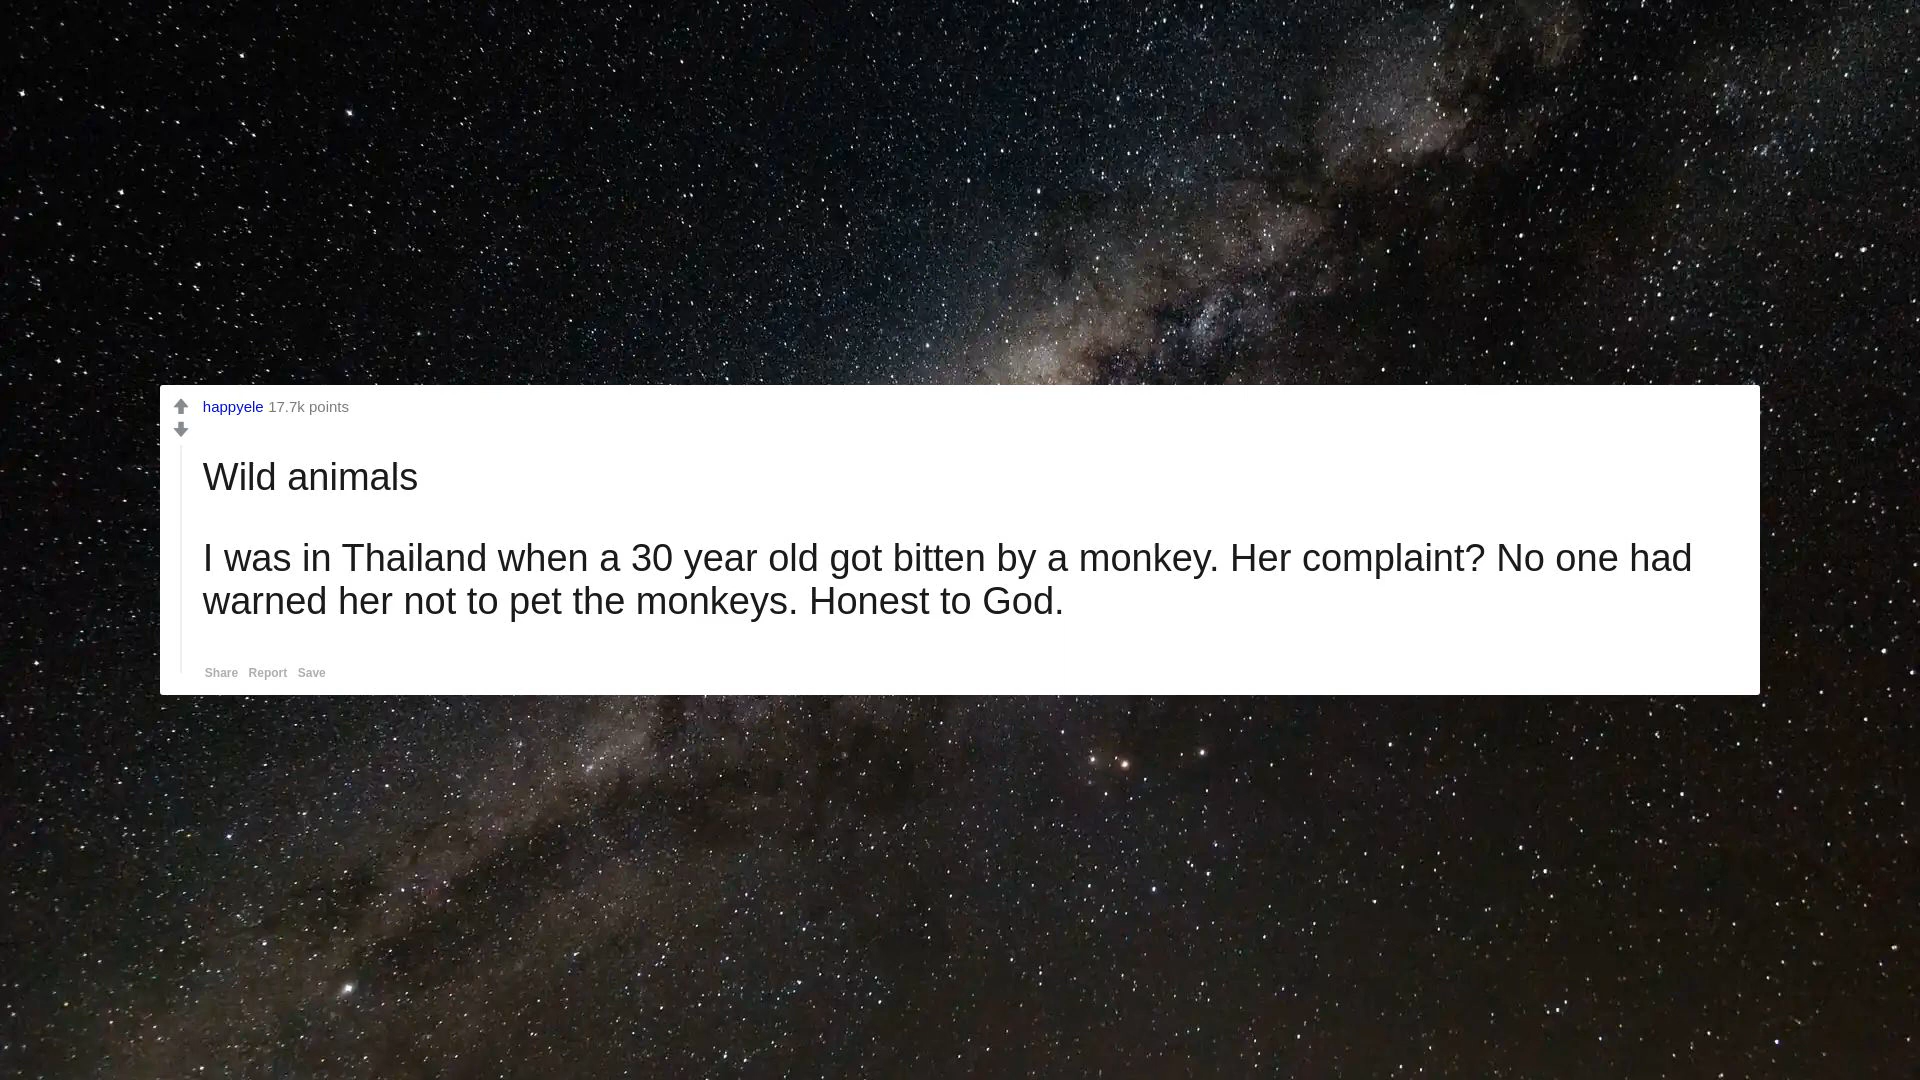 happyele 17.7k points
Wild animals
I was in Thailand when a 30 year old got bitten by a monkey. Her complaint? No one had
warned her not to pet the monkeys. Honest to God.
Share Report Save